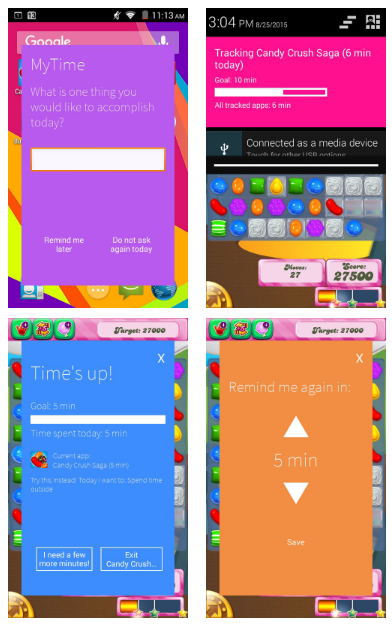 11:13 AM
Google
MyTime
What is one thing you
would like to accomplish
today?
Remind me
later
Do not ask
again today
3:04 PM 8/25/2015
Tracking Candy Crush Saga (6 min
today)
Goal: 10 min
All tracked apps: 6 min
Connected as a media device
Touch for other USB options
Moves:
27
Score:
27500
Target: 27000
Time's up!
X
Goal: 5 min
Time spent today: 5 min
Current app:
Candy Crush Saga (5 min)
Try this instead: Today I want to: Spend time
outside
I need a few
more minutes!
Exit
Candy Crush...
Target: 27000
X
Remind me again in:
5 min
Save